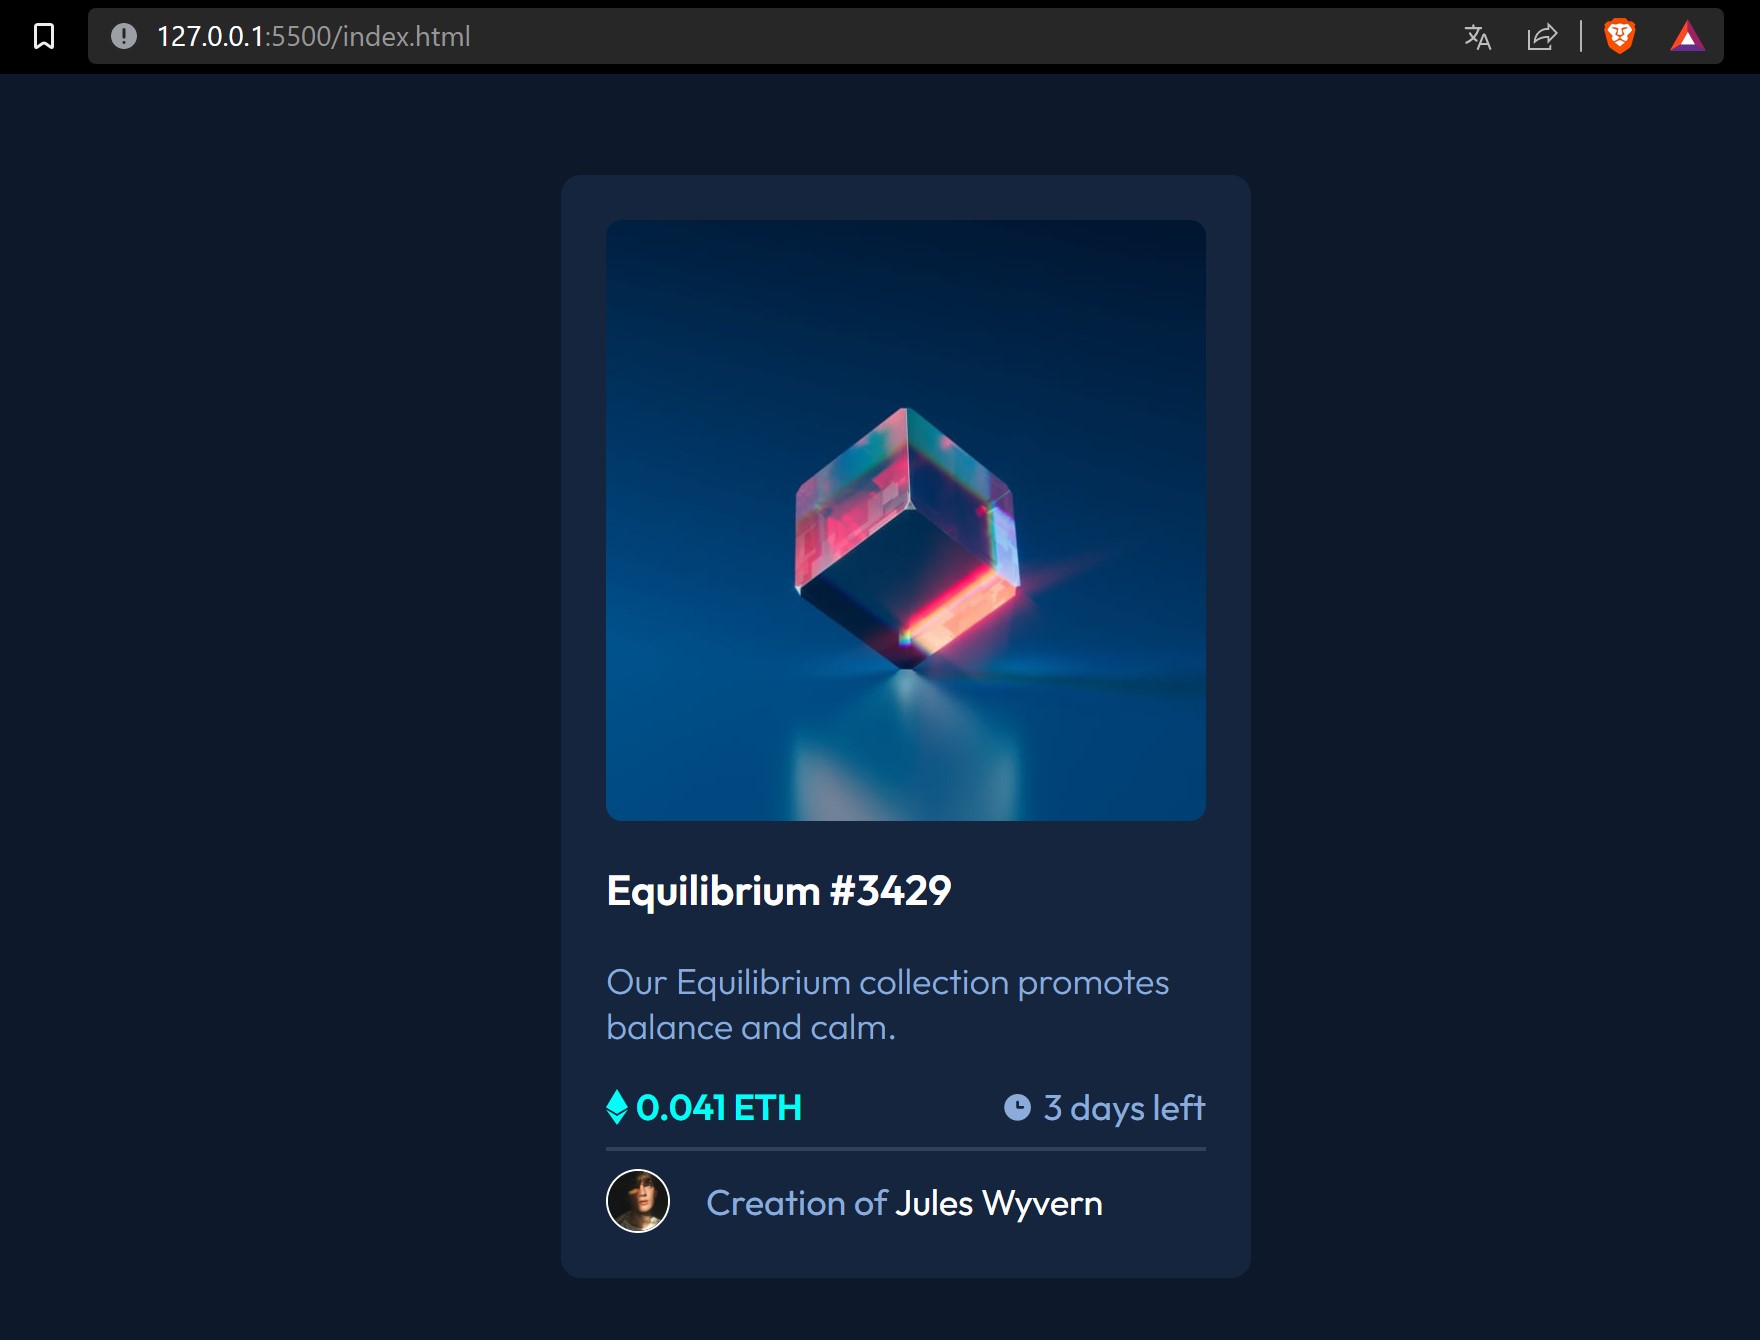 127.0.0.1:5500/index.html
Equilibrium #3429
Our Equilibrium collection promotes
balance and calm.
0.041 ETH
3 days left
Creation of Jules Wyvern